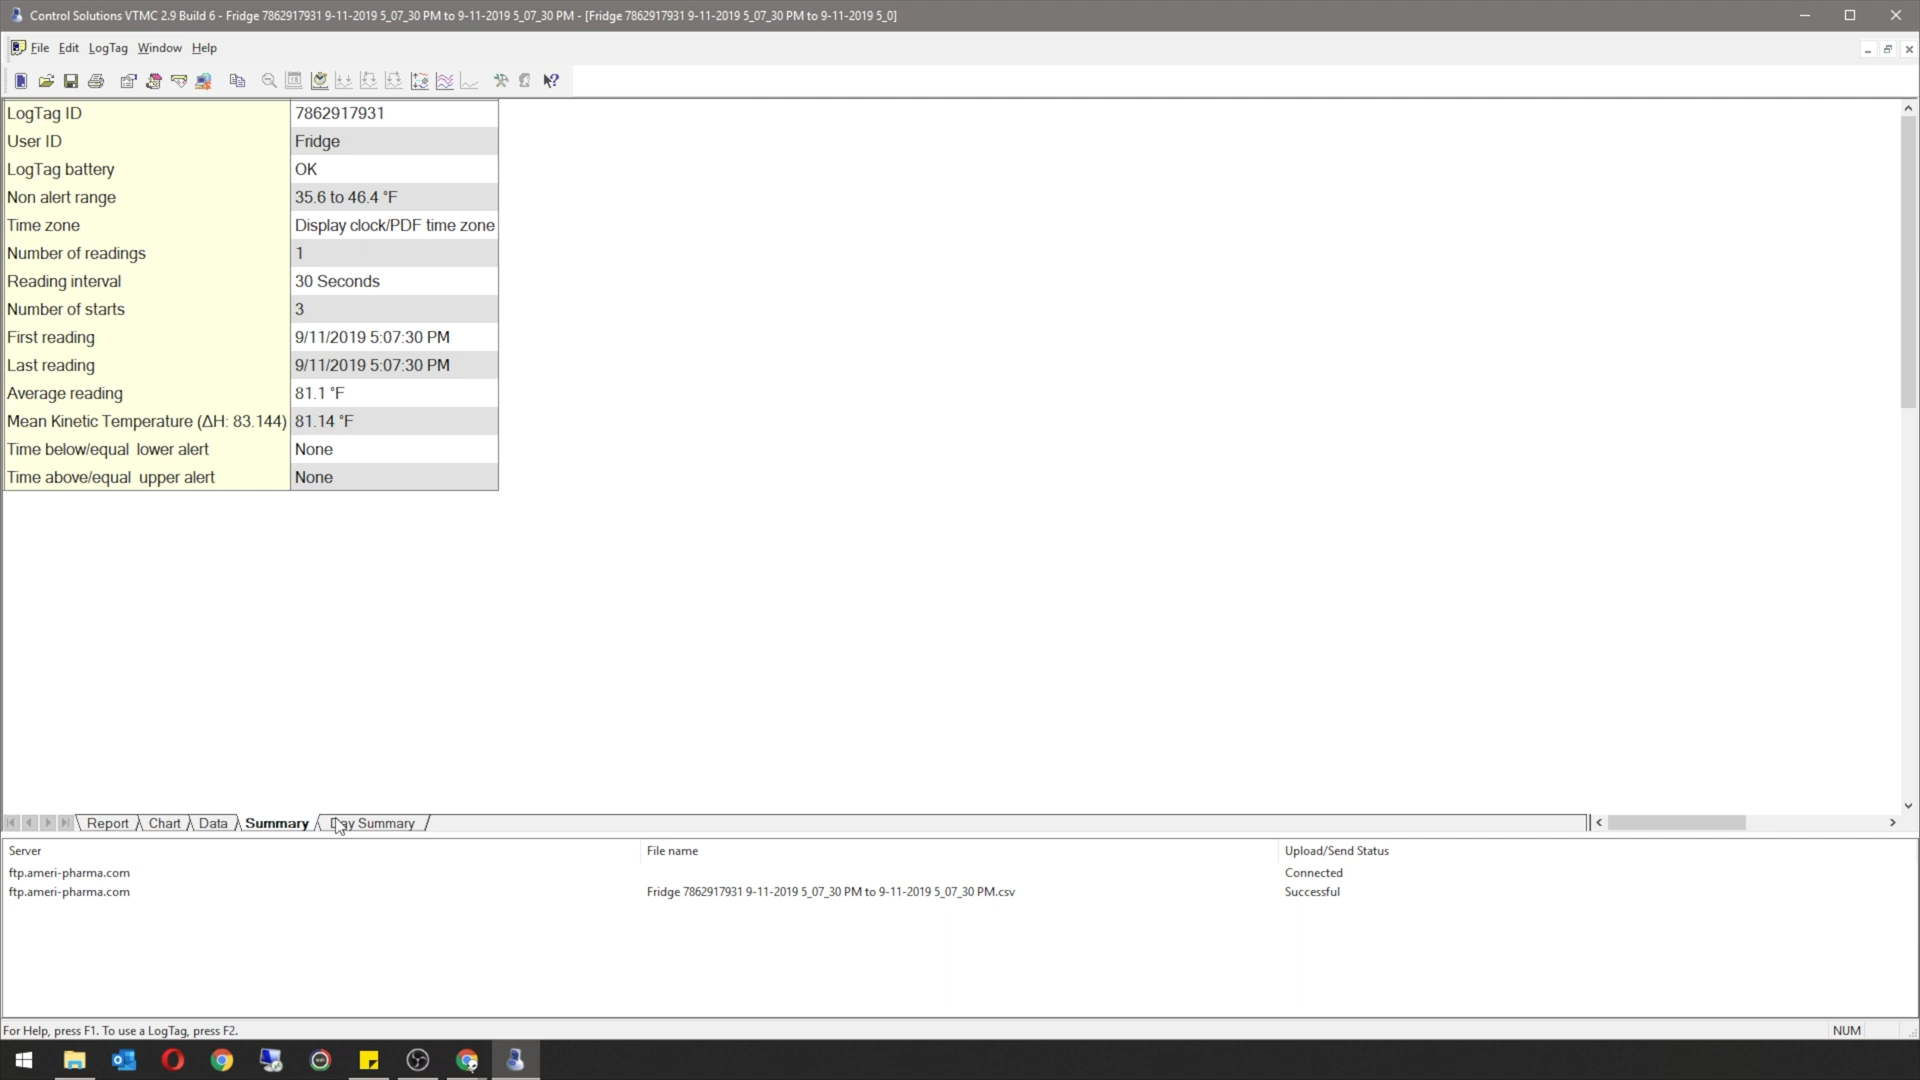 Control Solutions VTMC 2.9 Build 6 - Fridge 7862917931 9-11-2019 5_07_30 PM to 9-11-2019 5_07_30 PM - [Fridge 7862917931 9-11-2019 5_07_30 PM to 9-11-2019 5_0]
File Edit LogTag Window Help
LogTag ID 7862917931
User ID Fridge
LogTag battery OK
Non alert range 35.6 to 46.4 °F
Time zone Display clock/PDF time zone
Number of readings 1
Reading interval 30 Seconds
Number of starts 3
First reading 9/11/2019 5:07:30 PM
Last reading 9/11/2019 5:07:30 PM
Average reading 81.1 °F
Mean Kinetic Temperature (ΔH: 83.144) 81.14 °F
Time below/equal lower alert None
Time above/equal upper alert None
Report Chart Data Summary Day Summary
Server File name Upload/Send Status
ftp.ameri-pharma.com Connected
ftp.ameri-pharma.com Fridge 7862917931 9-11-2019 5_07_30 PM to 9-11-2019 5_07_30 PM.csv Successful
For Help, press F1. To use a LogTag, press F2. NUM